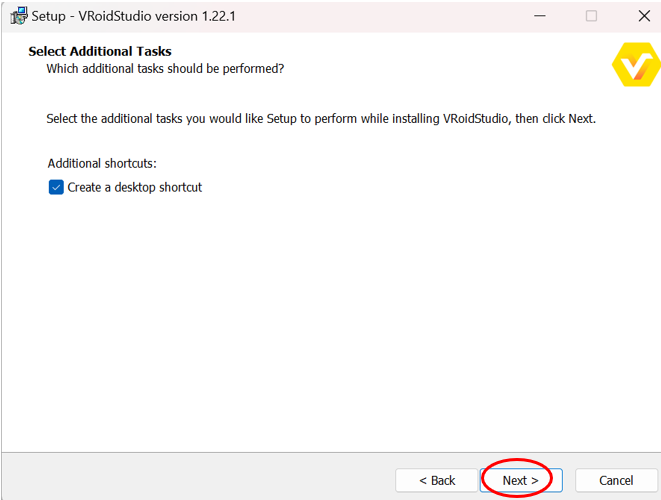 Setup - VRoidStudio version 1.22.1
Select Additional Tasks
Which additional tasks should be performed?
Select the additional tasks you would like Setup to perform while installing VRoidStudio, then click Next.
Additional shortcuts:
Create a desktop shortcut
< Back Next > Cancel